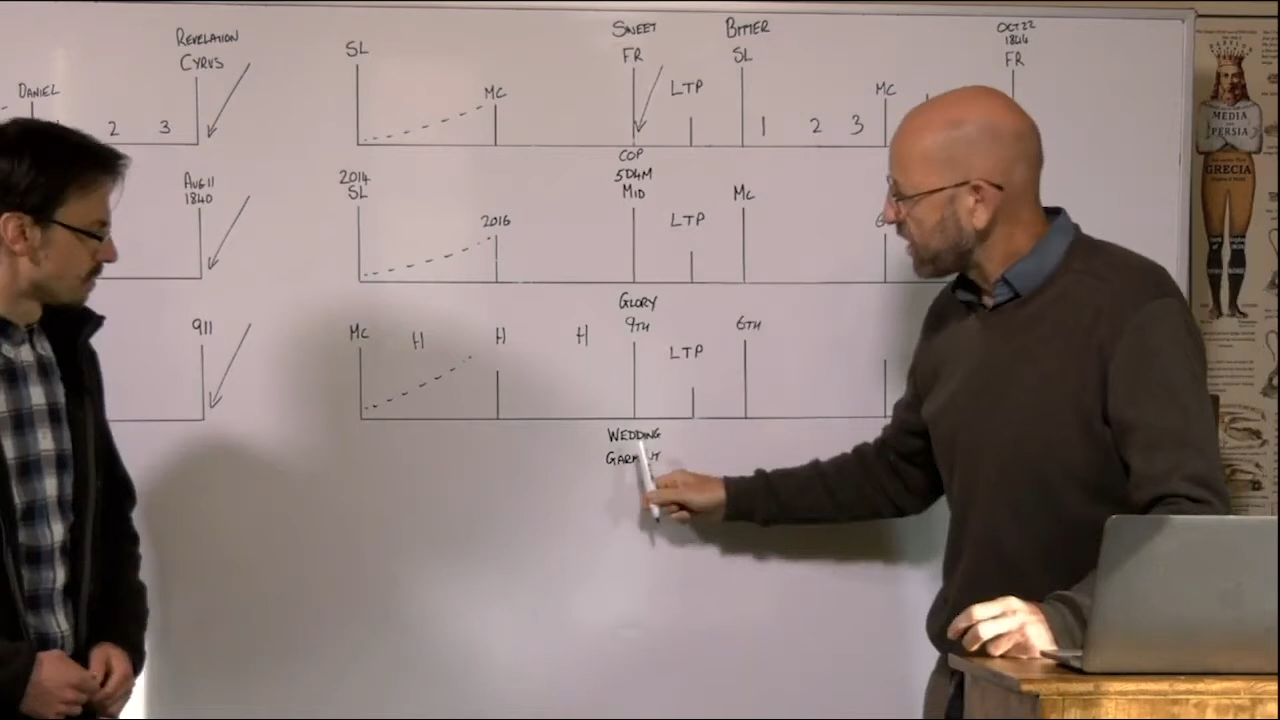 REVELATION
CYRUS
DANIEL
2 3
SL
MC
SWEET
FR
LTP
BITTER
SL
1 2 3
MC
OCT 22
1844
FR
AUG 11
1840
2014
SL
2016
COP
5D4M
MID
LTP
MC
911
MC
H H H
GLORY
9TH
LTP
6TH
WEDDING
MEDIA
PERSIA
GRECIA